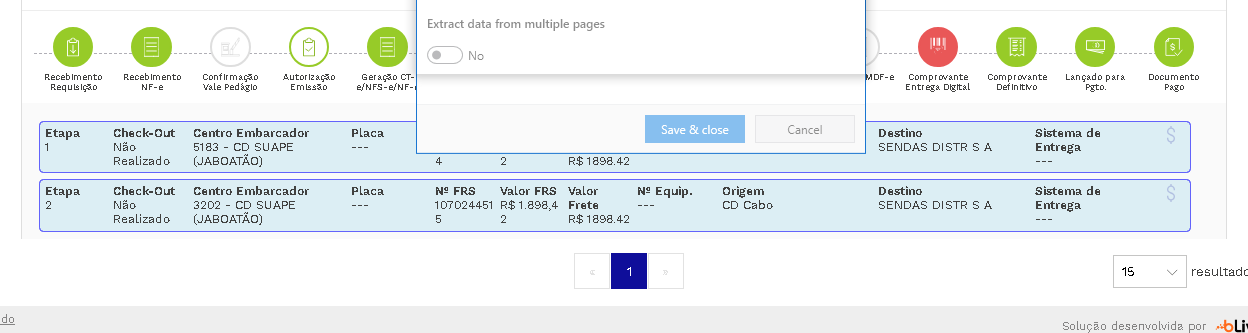 Extract data from multiple pages
No
Recebimento
Requisição
Recebimento
NF-e
Confirmação
Vale Pedágio
Autorização
Emissão
Geração CT-
e/NFS-e/NF-
MDF-e
Comprovante
Entrega Digital
Comprovante
Definitivo
Lançado para
Pgto.
Documento
Pago
Save & close
Cancel
Etapa
1
Check-Out
Não
Realizado
Centro Embarcador
5183 - CD SUAPE
(JABOATÃO)
Placa
---
4
2
R$ 1898.42
Destino
SENDAS DISTR S A
Sistema de
Entrega
---
$
Etapa
2
Check-Out
Não
Realizado
Centro Embarcador
3202 - CD SUAPE
(JABOATÃO)
Placa
---
Nº FRS
107024451
5
Valor FRS
R$ 1.898,4
2
Valor
Frete
R$ 1898.42
Nº Equip.
---
Origem
CD Cabo
Destino
SENDAS DISTR S A
Sistema de
Entrega
---
$
«
1
»
15
resultado
do
Solução desenvolvida por